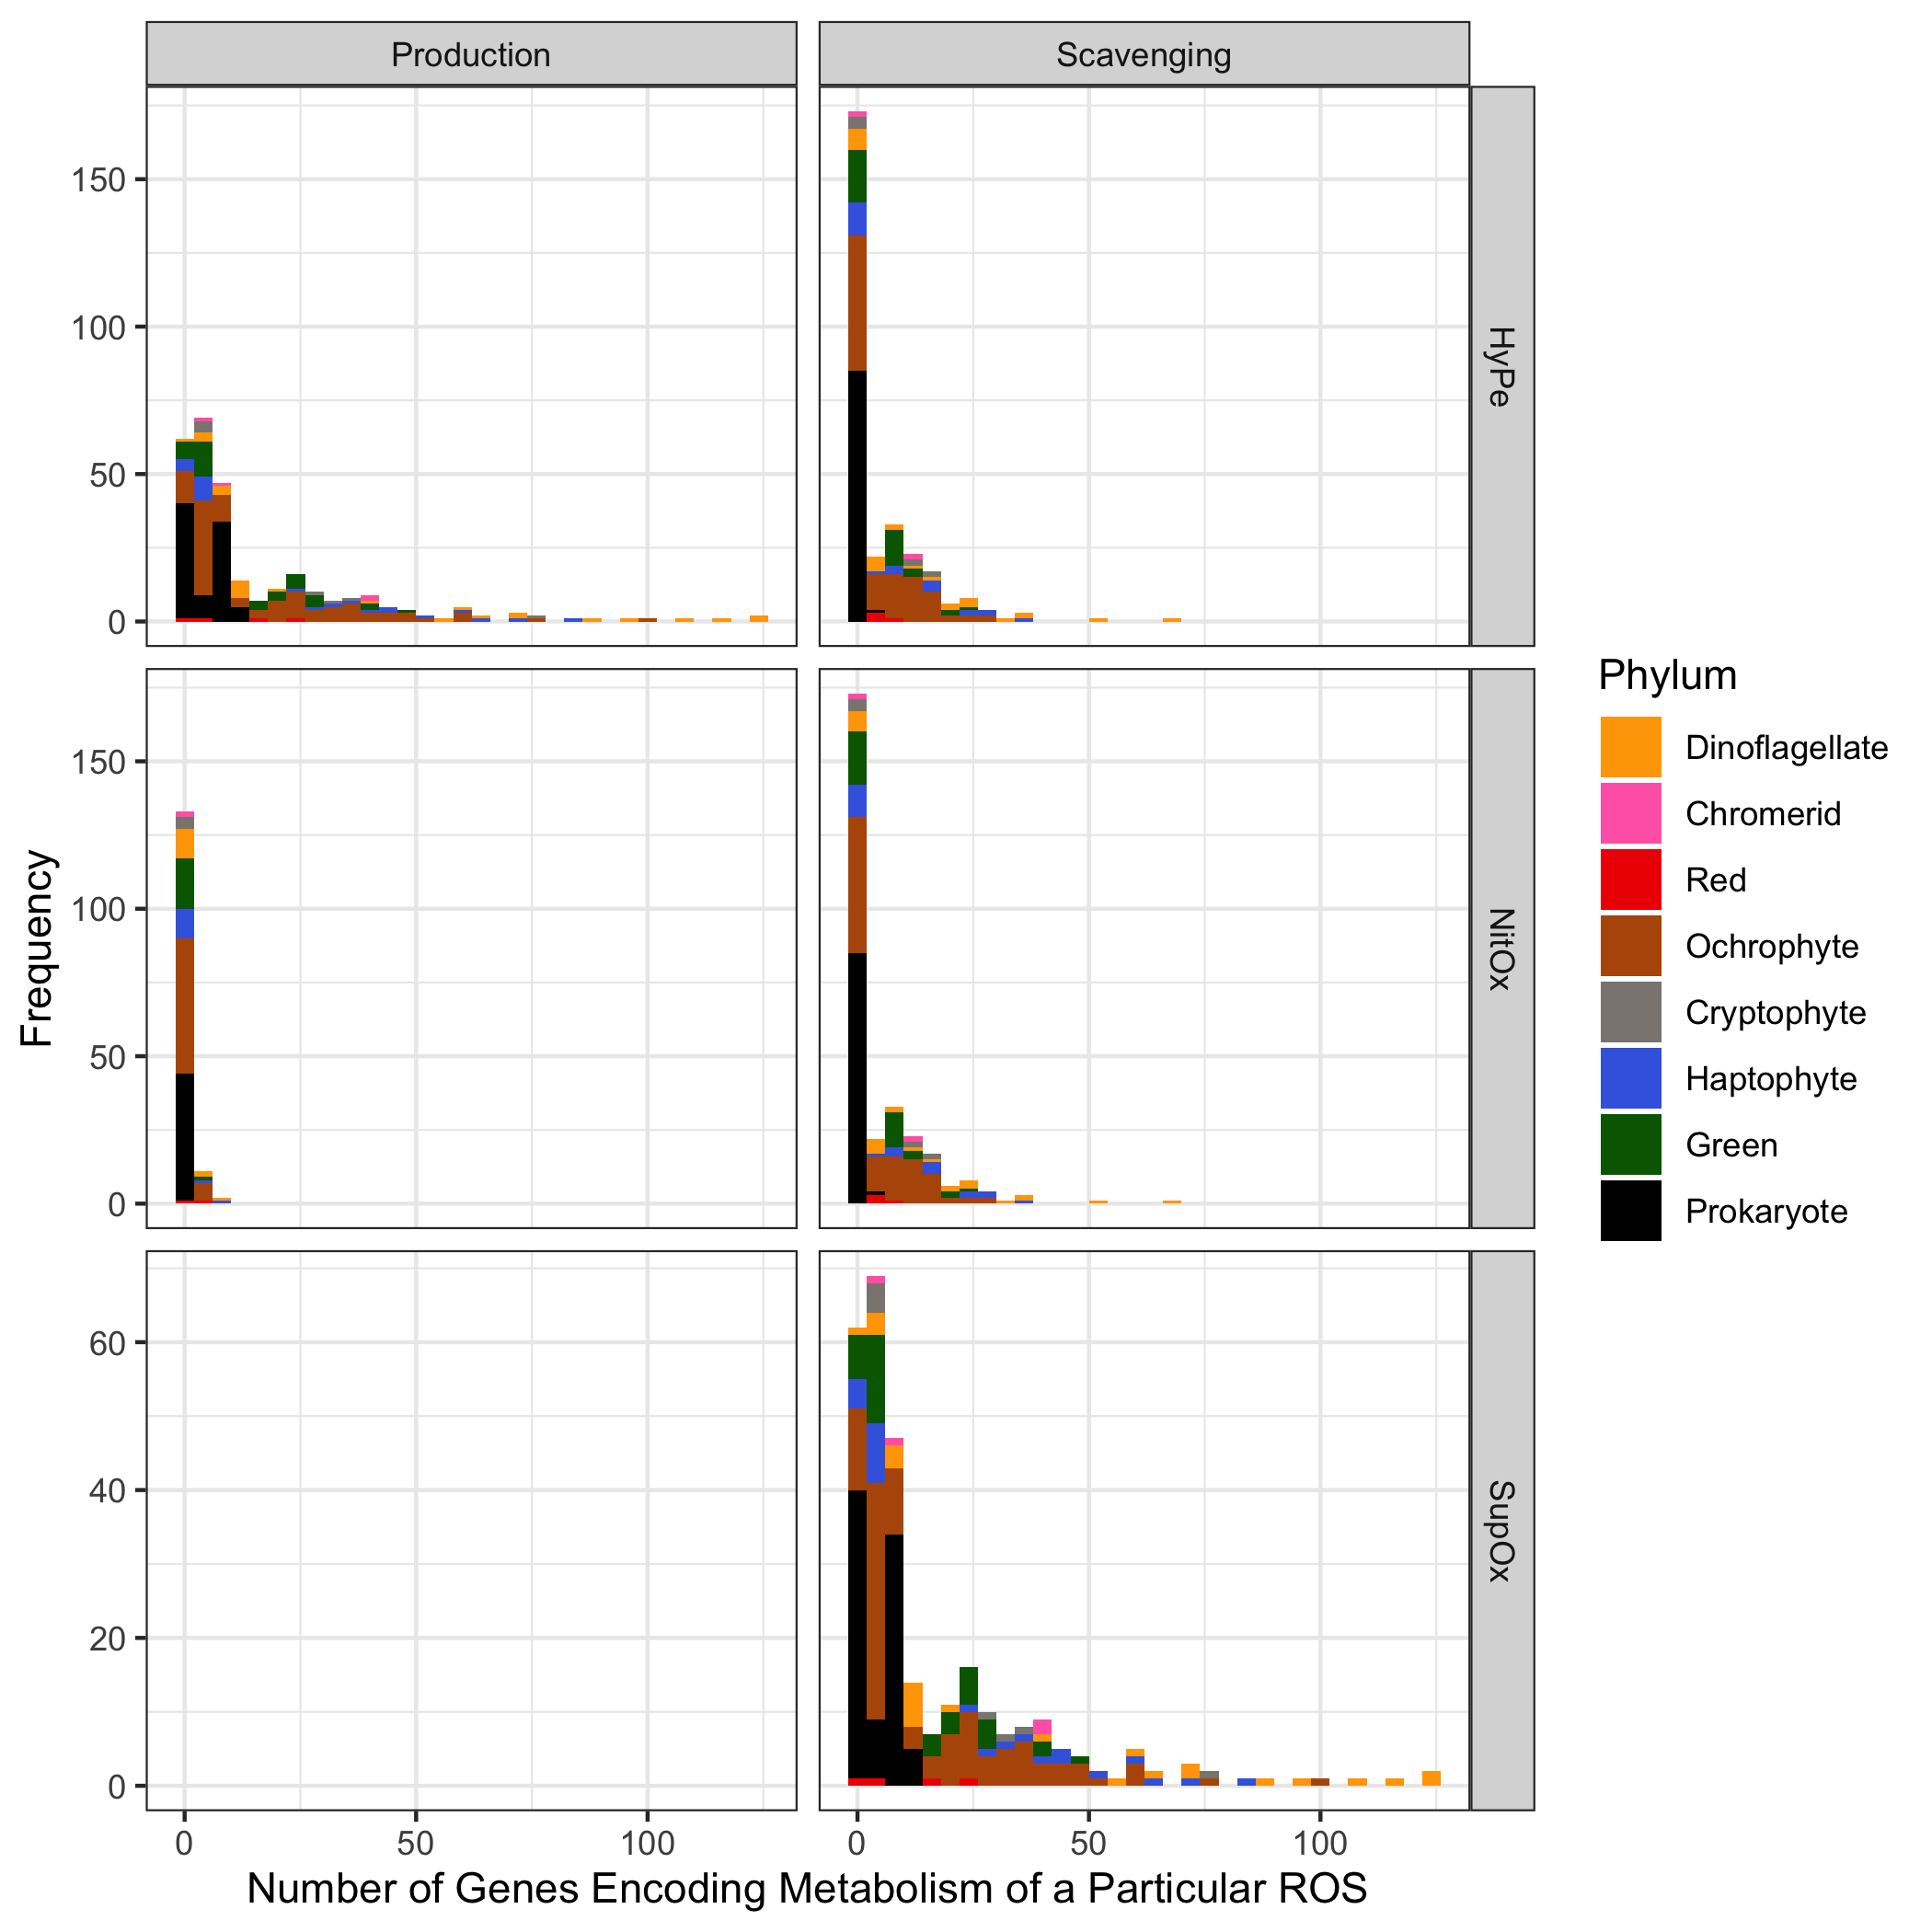 Production
Scavenging
150
100
50
0
HyPe
150
100
50
0
NitOx
60
40
20
0
SupOx
0
50
100
0
50
100
Frequency
Number of Genes Encoding Metabolism of a Particular ROS
Phylum
Dinoflagellate
Chromerid
Red
Ochrophyte
Cryptophyte
Haptophyte
Green
Prokaryote